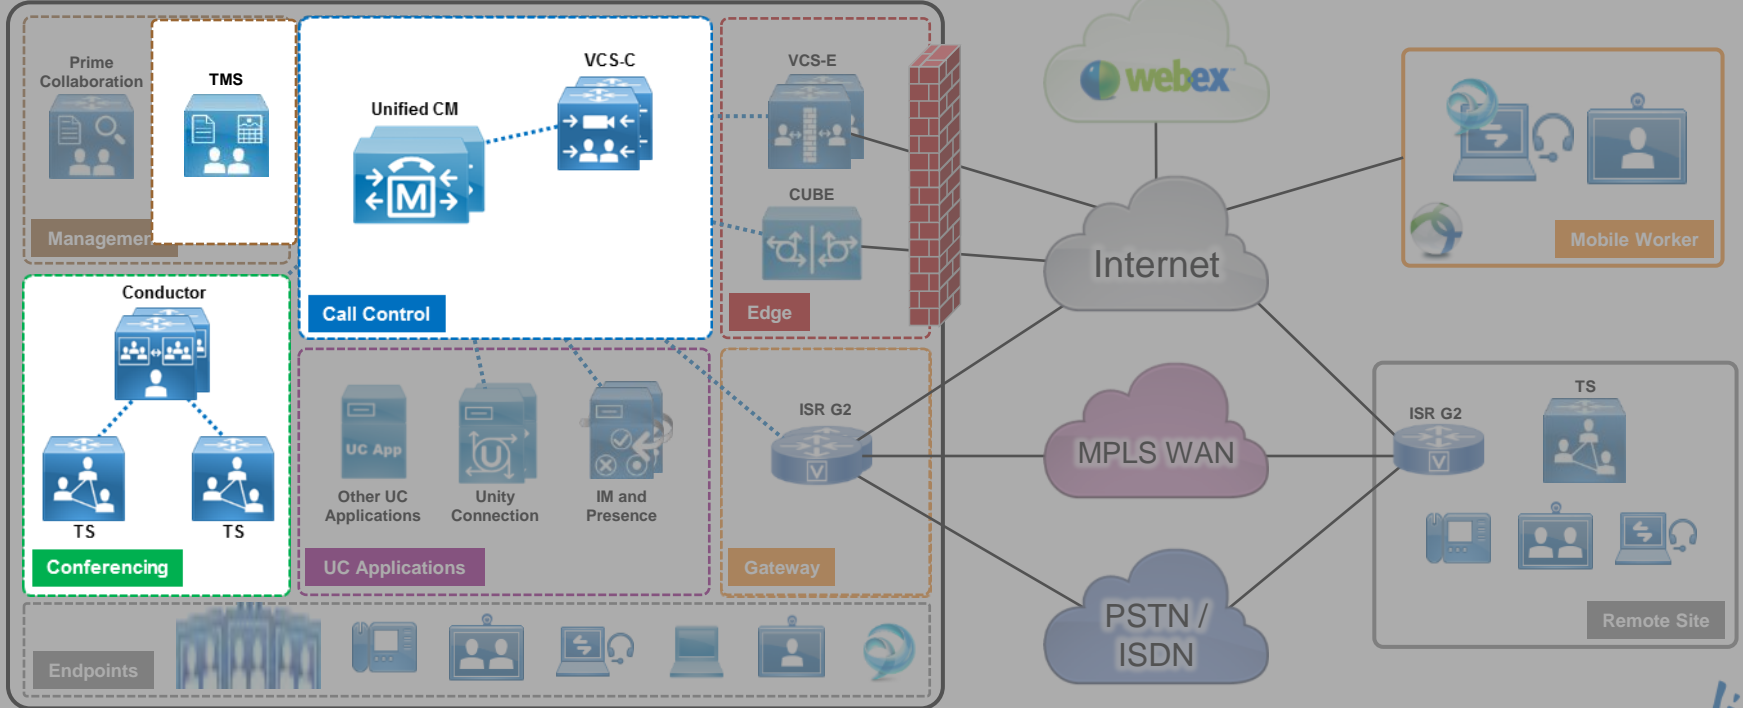 Prime
Collaboration
TMS
Management
Unified CM
VCS-C
Call Control
VCS-E
CUBE
Edge
webex
Internet
Mobile Worker
Conductor
TS
TS
Conferencing
UC App
Other UC
Applications
Unity
Connection
IM and
Presence
UC Applications
ISR G2
V
Gateway
MPLS WAN
PSTN /
ISDN
ISR G2
V
TS
Remote Site
Endpoints
M
U